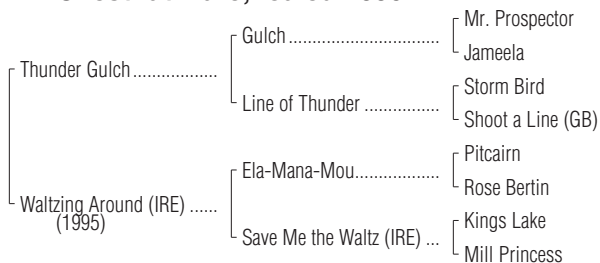 Mr. Prospector
Gulch
Jameela
Thunder Gulch
Storm Bird
Line of Thunder
Shoot a Line (GB)
Pitcairn
Ela-Mana-Mou
Rose Bertin
Waltzing Around (IRE)
(1995)
Kings Lake
Save Me the Waltz (IRE)
Mill Princess